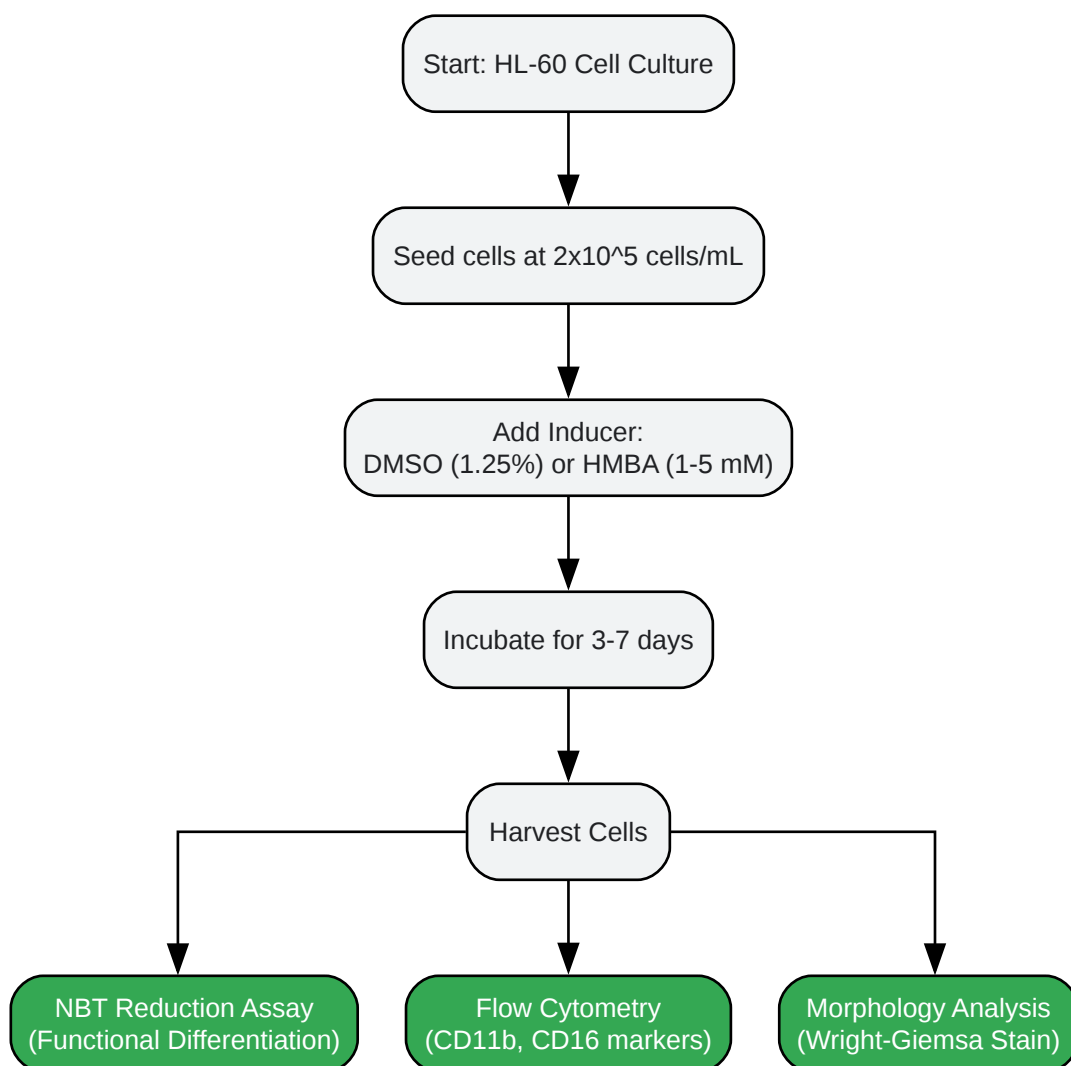 Start: HL-60 Cell Culture
Seed cells at 2x10^5 cells/mL
Add Inducer:
DMSO (1.25%) or HMBA (1-5 mM)
Incubate for 3-7 days
Harvest Cells
NBT Reduction Assay
(Functional Differentiation)
Flow Cytometry
(CD11b, CD16 markers)
Morphology Analysis
(Wright-Giemsa Stain)